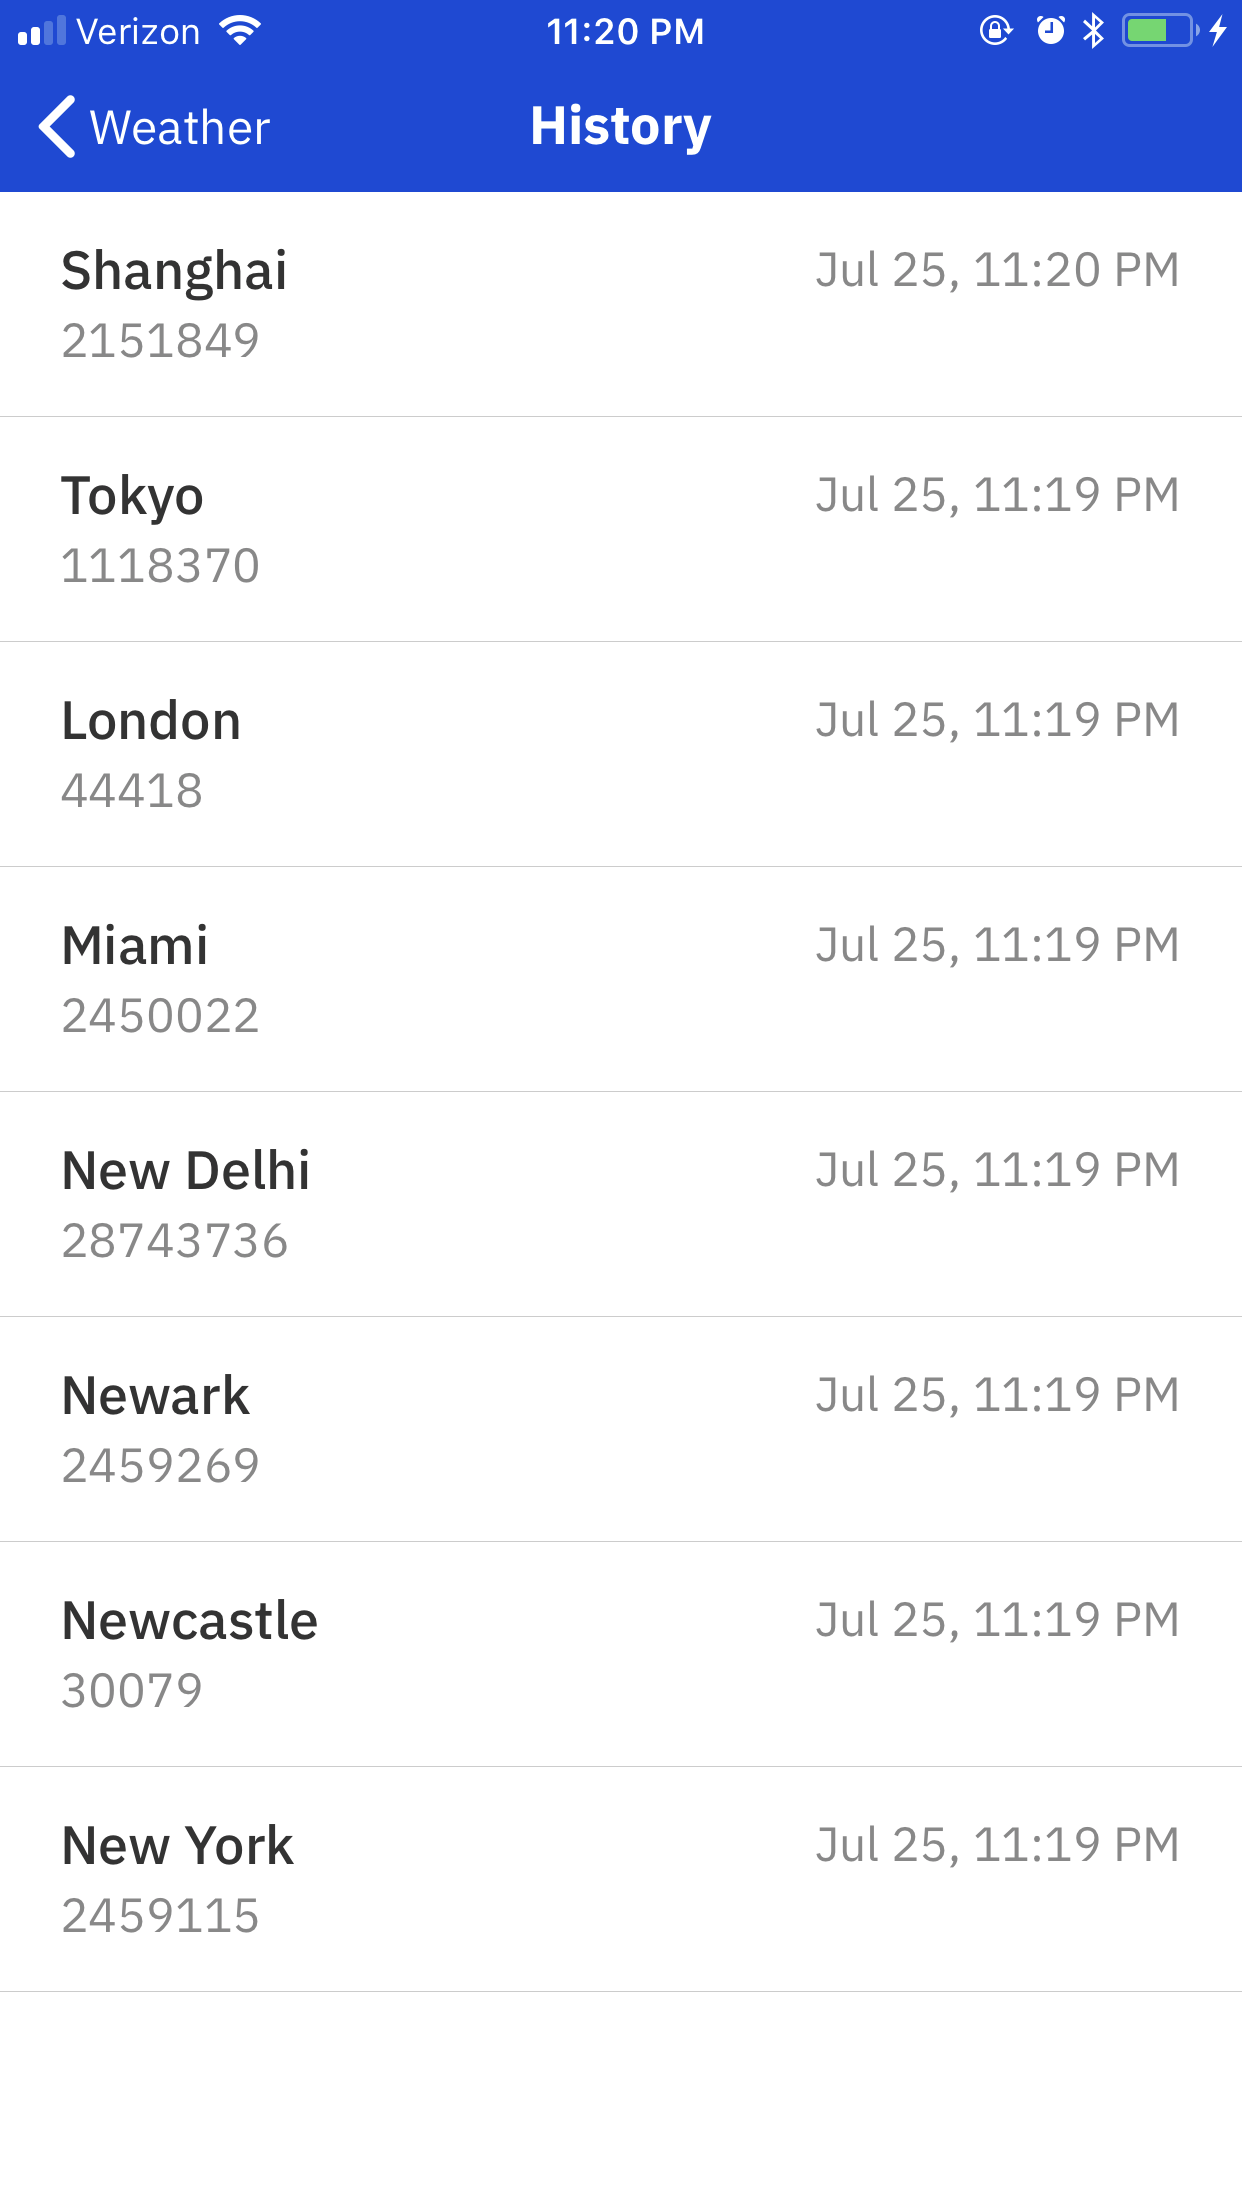 Verizon 11:20 PM
Weather History
Shanghai Jul 25, 11:20 PM
2151849
Tokyo Jul 25, 11:19 PM
1118370
London Jul 25, 11:19 PM
44418
Miami Jul 25, 11:19 PM
2450022
New Delhi Jul 25, 11:19 PM
28743736
Newark Jul 25, 11:19 PM
2459269
Newcastle Jul 25, 11:19 PM
30079
New York Jul 25, 11:19 PM
2459115